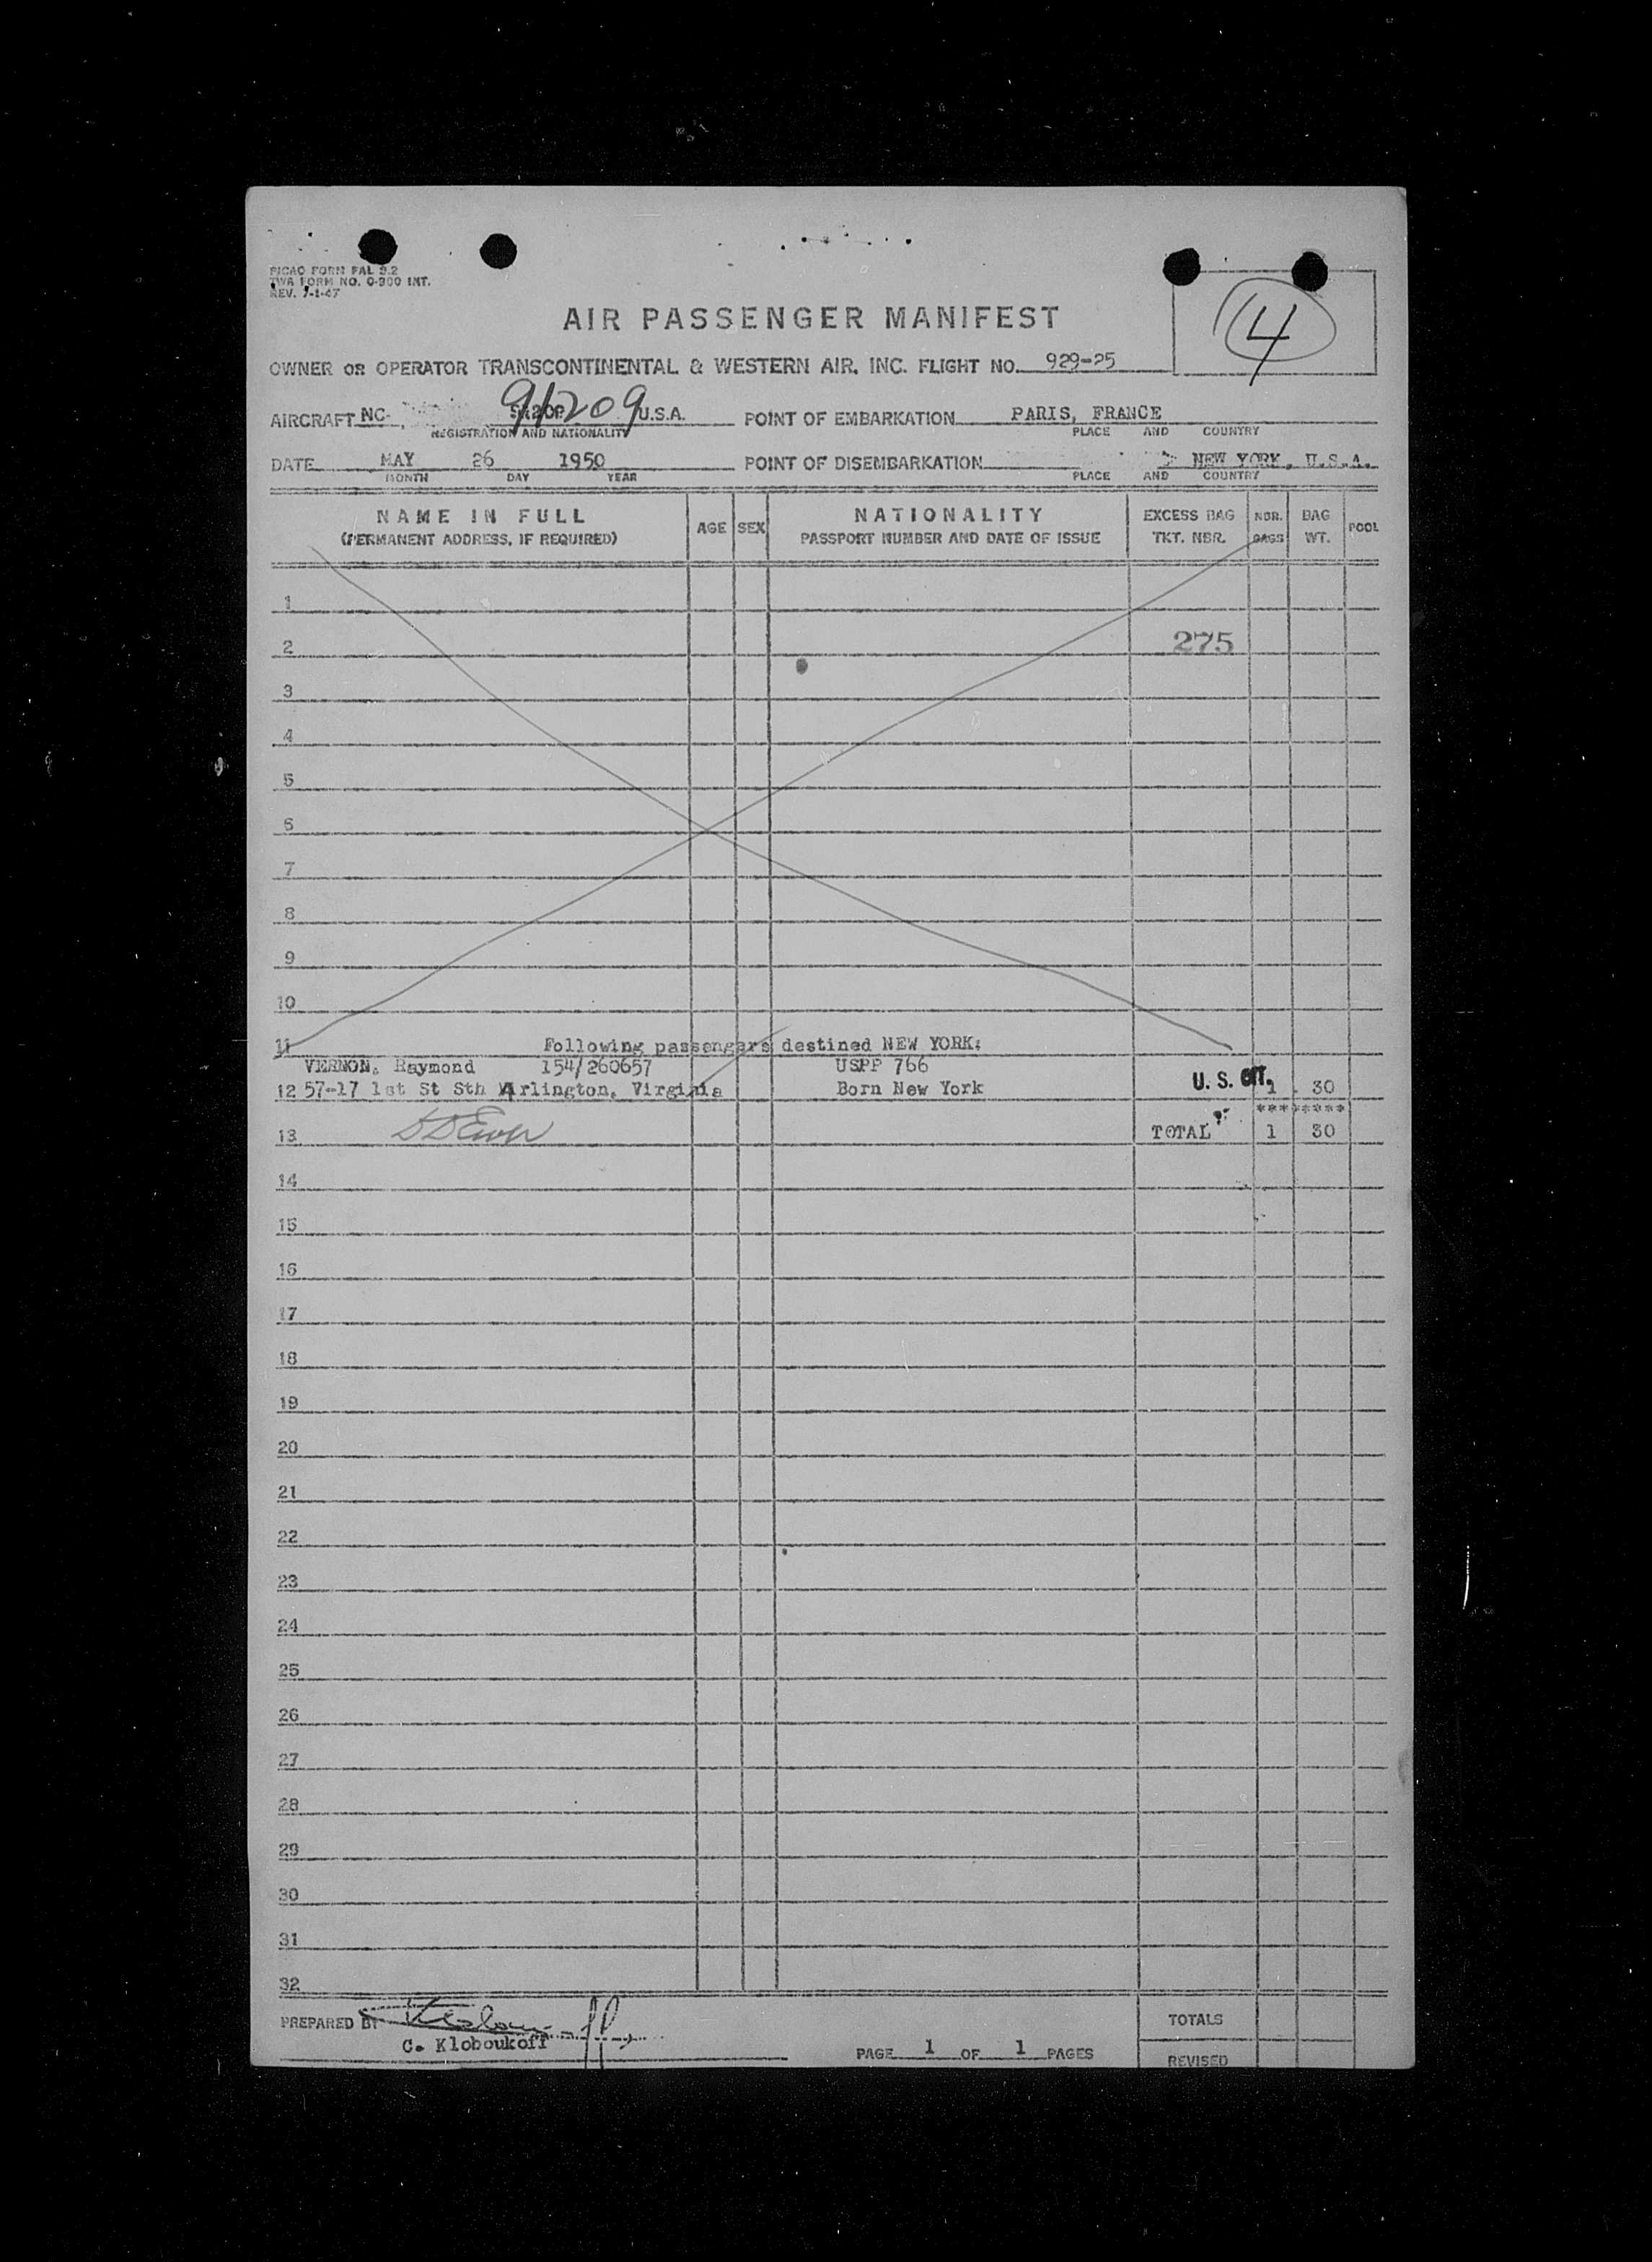 PICAO FORM FAL 9.2
TWA FORM NO. O-300 INT.
REV. 7-1-47
14
AIR PASSENGER MANIFEST
OWNER OR OPERATOR TRANSCONTINENTAL & WESTERN AIR, INC. FLIGHT NO. 929-25
AIRCRAFT NC- 91209 U.S.A. POINT OF EMBARKATION PARIS, FRANCE
REGISTRATION AND NATIONALITY PLACE AND COUNTRY
DATE MAY 26 1950 POINT OF DISEMBARKATION NEW YORK, U.S.A.
MONTH DAY YEAR PLACE AND COUNTRY
NAME IN FULL AGE SEX NATIONALITY EXCESS BAG NBR. BAG POOL
(PERMANENT ADDRESS, IF REQUIRED) PASSPORT NUMBER AND DATE OF ISSUE TKT. NBR. BAGS WT.
1
2 275
3
4
5
6
7
8
9
10
11 Following passengers destined NEW YORK:
VERNON, Raymond 154/260657 USPP 766
12 57-17 1st St Sth Arlington, Virginia Born New York U. S. CIT. 1 30
*********
13 TOTAL 1 30
14
15
16
17
18
19
20
21
22
23
24
25
26
27
28
29
30
31
32
PREPARED BY TOTALS
C. Kloboukoff
PAGE 1 OF 1 PAGES
REVISED